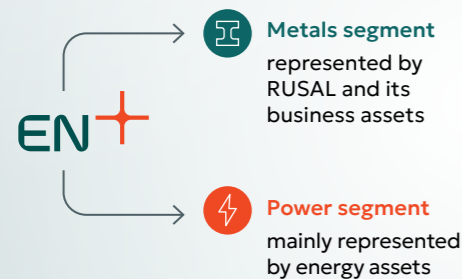 Metals segment
represented by
RUSAL and its
business assets
EN+
Power segment
mainly represented
by energy assets